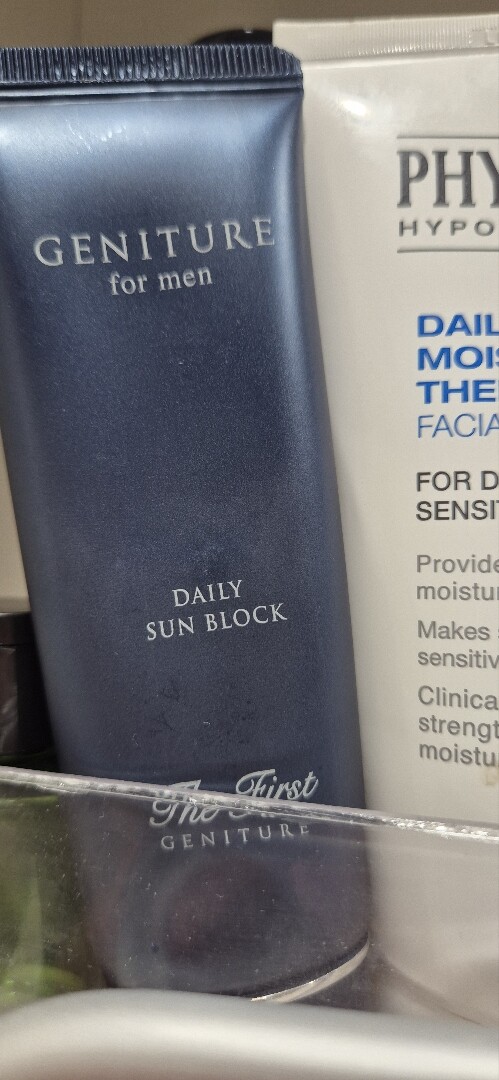 GENITURE
for men
DAILY
SUN BLOCK
The First
GENITURE
PHY
HYPO
DAIL
MOIS
THE
FACIA
FOR D
SENSIT
Provide
moistur
Makes
sensitiv
Clinica
strengt
moistu